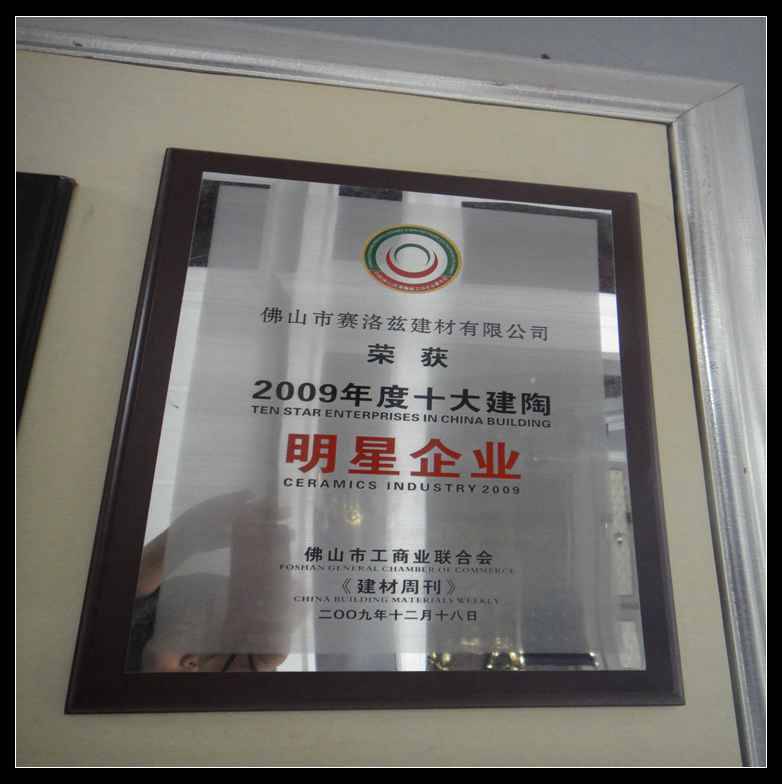 佛山市赛洛兹建材有限公司
荣获
2009年度十大建陶
TEN STAR ENTERPRISES IN CHINA BUILDING
明星企业
CERAMICS INDUSTRY 2009
佛山市工商业联合会
FOSHAN GENERAL CHAMBER OF COMMERCE
《建材周刊》
CHINA BUILDING MATERIALS WEEKLY
二〇〇九年十二月十八日